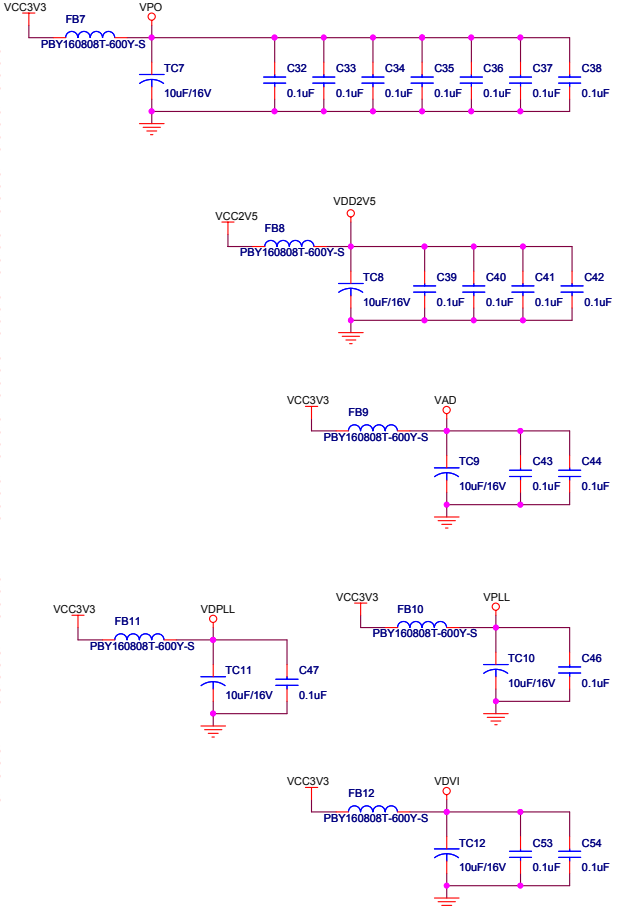 VCC3V3 VPO
FB7
PBY160808T-600Y-S
TC7 C32 C33 C34 C35 C36 C37 C38
10uF/16V 0.1uF 0.1uF 0.1uF 0.1uF 0.1uF 0.1uF 0.1uF
VDD2V5
VCC2V5
FB8
PBY160808T-600Y-S
TC8 C39 C40 C41 C42
10uF/16V 0.1uF 0.1uF 0.1uF 0.1uF
VCC3V3 VAD
FB9
PBY160808T-600Y-S
TC9 C43 C44
10uF/16V 0.1uF 0.1uF
VCC3V3 VDPLL
FB11
PBY160808T-600Y-S
TC11 C47
10uF/16V 0.1uF
VCC3V3 VPLL
FB10
PBY160808T-600Y-S
TC10 C46
10uF/16V 0.1uF
VCC3V3 VDVI
FB12
PBY160808T-600Y-S
TC12 C53 C54
10uF/16V 0.1uF 0.1uF